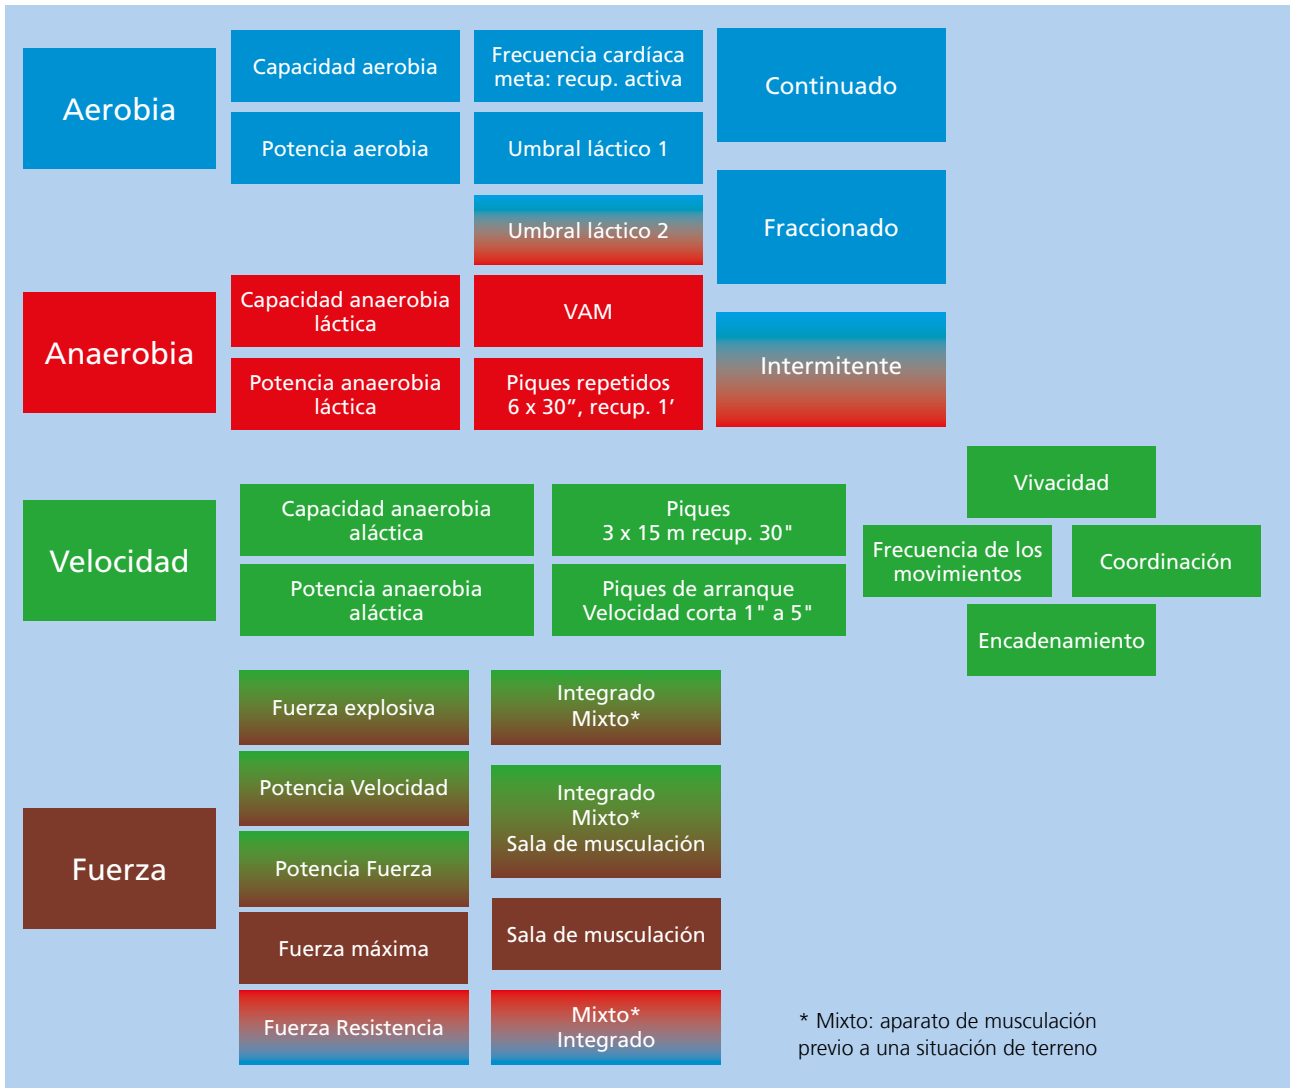 Aerobia
Capacidad aerobia
Potencia aerobia
Frecuencia cardíaca
meta: recup. activa
Umbral láctico 1
Umbral láctico 2
Continuado
Fraccionado
Intermitente
Anaerobia
Capacidad anaerobia
láctica
Potencia anaerobia
láctica
VAM
Piques repetidos
6 x 30”, recup. 1’
Velocidad
Capacidad anaerobia
aláctica
Potencia anaerobia
aláctica
Piques
3 x 15 m recup. 30"
Piques de arranque
Velocidad corta 1" a 5"
Vivacidad
Frecuencia de los
movimientos
Coordinación
Encadenamiento
Fuerza
Fuerza explosiva
Potencia Velocidad
Potencia Fuerza
Fuerza máxima
Fuerza Resistencia
Integrado
Mixto*
Integrado
Mixto*
Sala de musculación
Sala de musculación
Mixto*
Integrado
* Mixto: aparato de musculación
previo a una situación de terreno